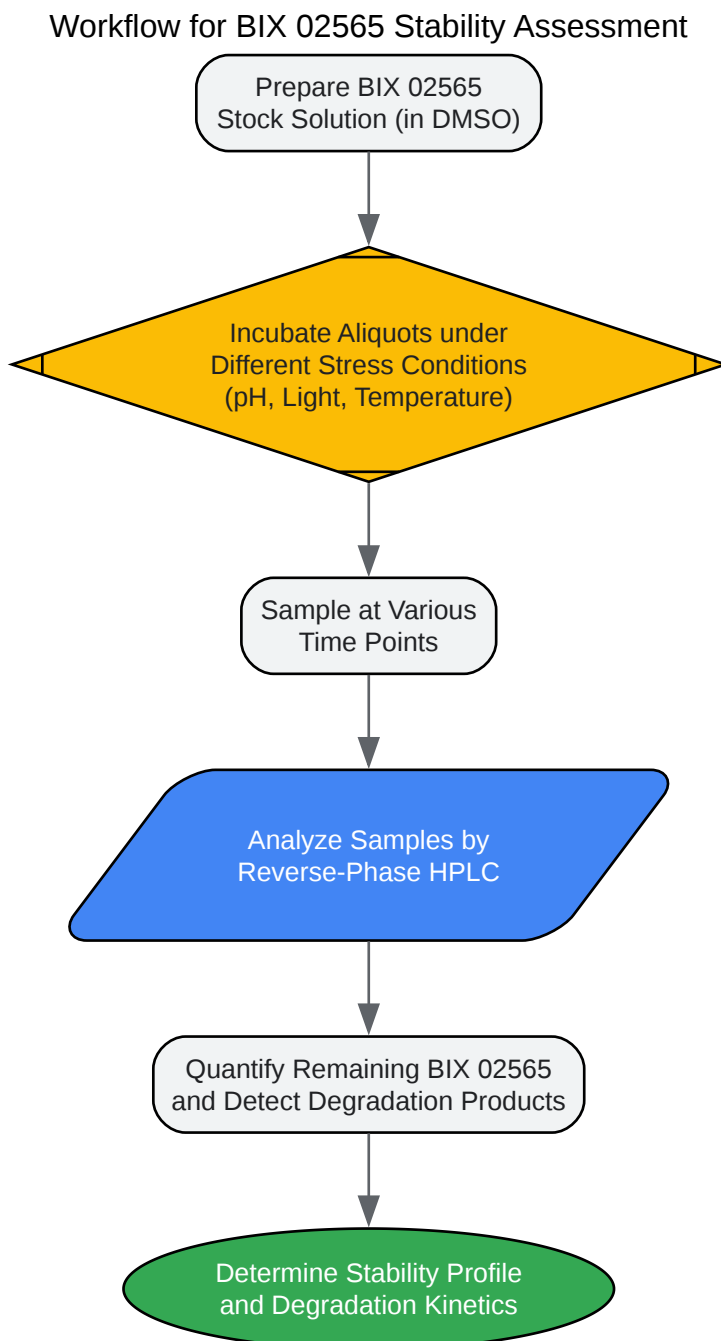 Workflow for BIX 02565 Stability Assessment
Prepare BIX 02565
Stock Solution (in DMSO)
Incubate Aliquots under
Different Stress Conditions
(pH, Light, Temperature)
Sample at Various
Time Points
Analyze Samples by
Reverse-Phase HPLC
Quantify Remaining BIX 02565
and Detect Degradation Products
Determine Stability Profile
and Degradation Kinetics